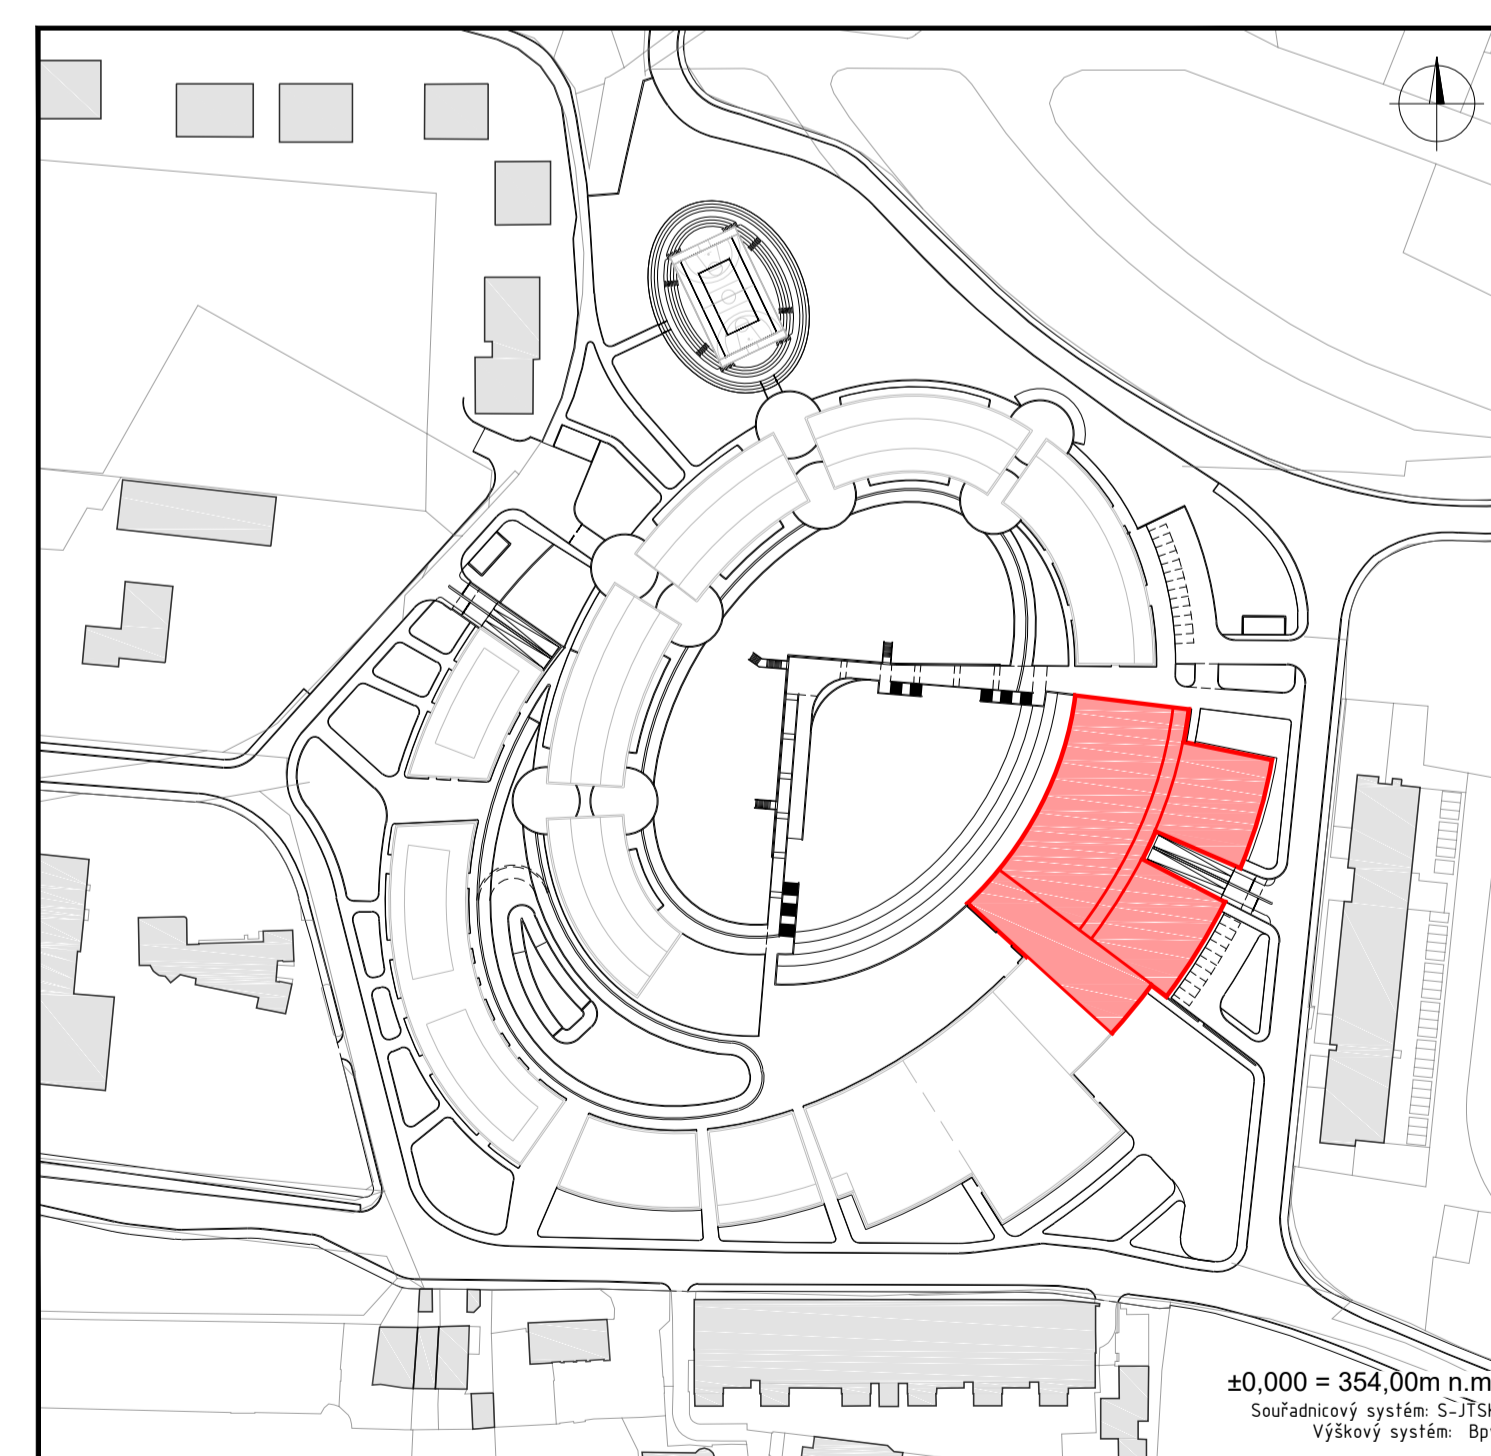 ±0,000 = 354,00m n.m
Souřadnicový systém: S-JTSK
Výškový systém: Bpv